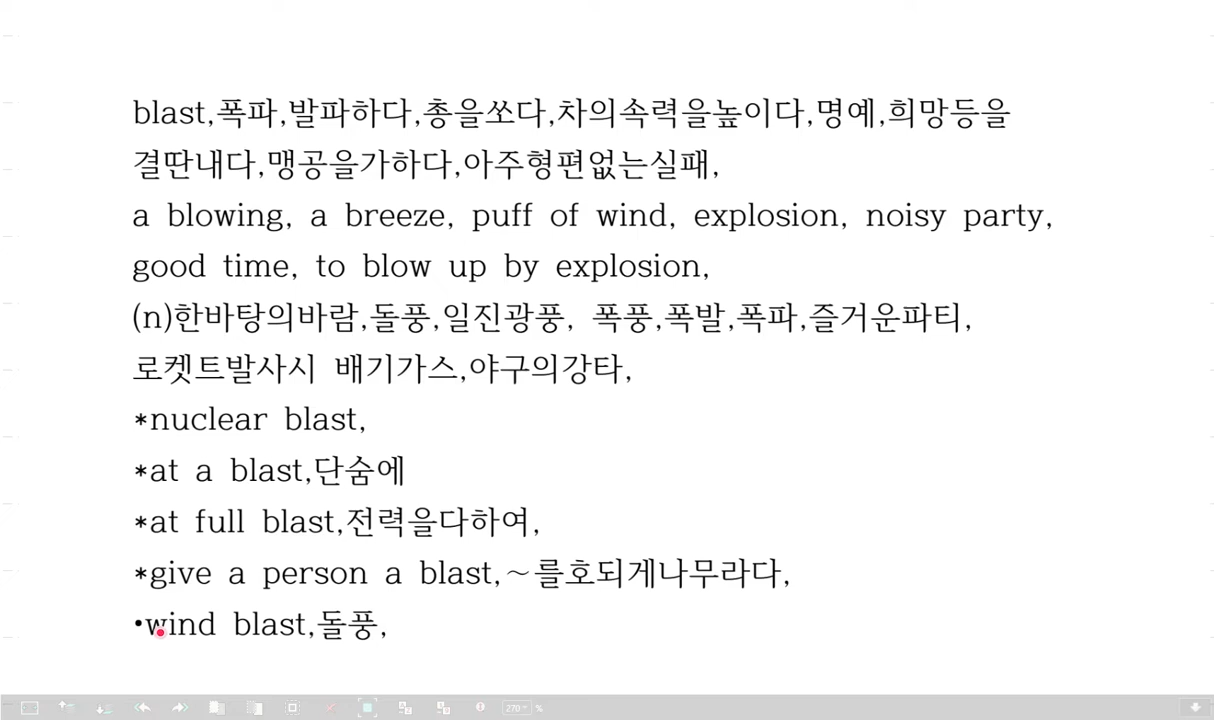 blast,폭파,발파하다,총을쏘다,차의속력을높이다,명예,희망등을
결딴내다,맹공을가하다,아주형편없는실패,
a blowing, a breeze, puff of wind, explosion, noisy party,
good time, to blow up by explosion,
(n)한바탕의바람,돌풍,일진광풍, 폭풍,폭발,폭파,즐거운파티,
로켓트발사시 배기가스,야구의강타,
*nuclear blast,
*at a blast,단숨에
*at full blast,전력을다하여,
*give a person a blast,~를호되게나무라다,
•wind blast,돌풍,
270 %